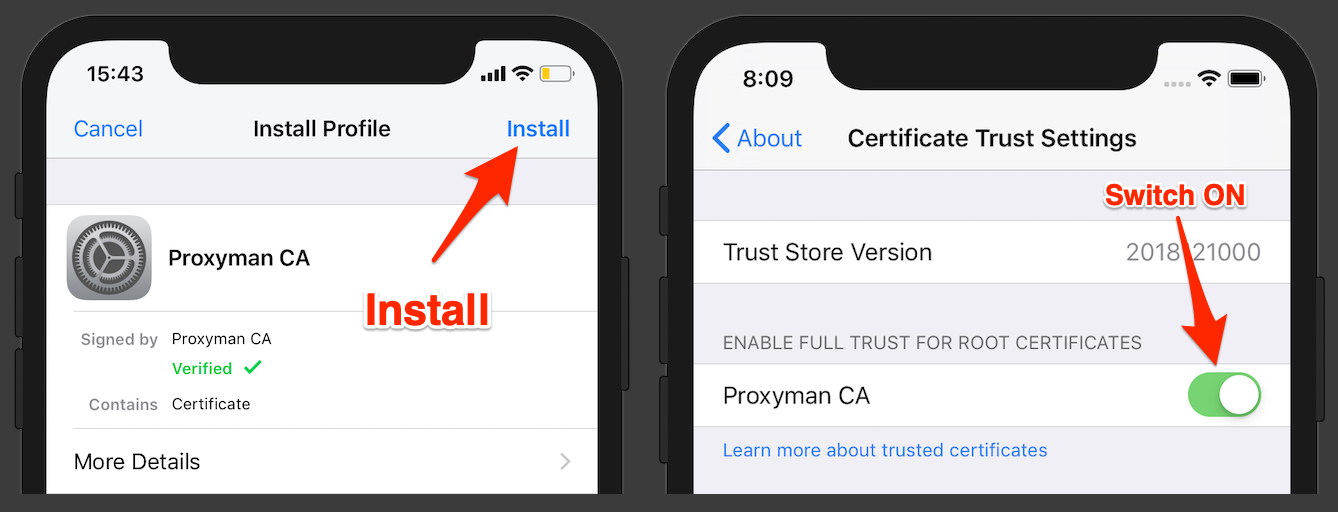 15:43
Cancel
Install Profile
Install
Proxyman CA
Install
Signed by Proxyman CA
Verified
Contains Certificate
More Details
8:09
About
Certificate Trust Settings
Switch ON
Trust Store Version
ENABLE FULL TRUST FOR ROOT CERTIFICATES
Proxyman CA
Learn more about trusted certificates